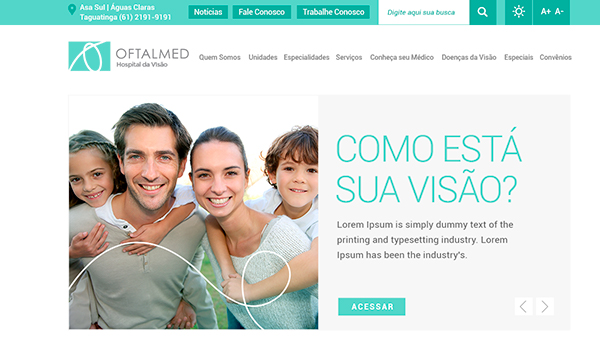 Asa Sul | Águas Claras
Taguatinga (61) 2191-9191
Notícias
Fale Conosco
Trabalhe Conosco
Digite aqui sua busca
A+ A-
OFTALMED
Hospital da Visão
Quem Somos Unidades Especialidades Serviços Conheça seu Médico Doenças da Visão Especiais Convênios
COMO ESTÁ
SUA VISÃO?
Lorem Ipsum is simply dummy text of the
printing and typesetting industry. Lorem
Ipsum has been the industry's.
ACESSAR